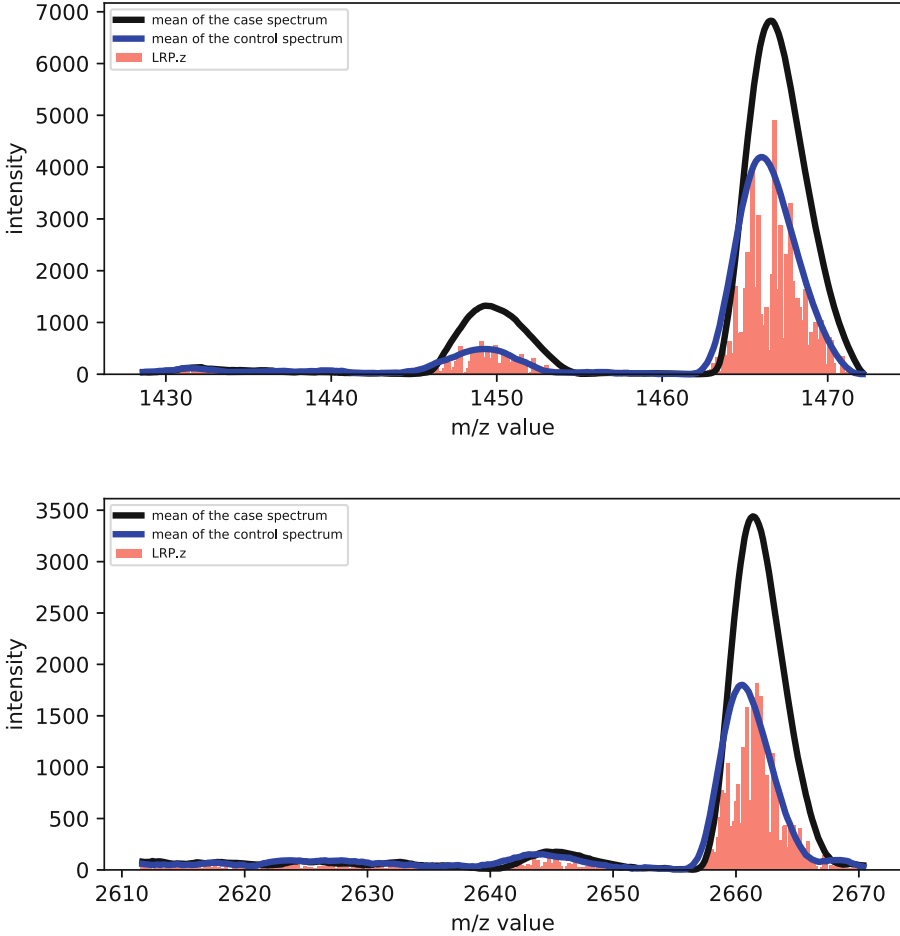 7000
6000
5000
4000
3000
2000
1000
0
intensity
mean of the case spectrum
mean of the control spectrum
LRP.z
1430 1440 1450 1460 1470
m/z value
3500
3000
2500
2000
1500
1000
500
0
intensity
mean of the case spectrum
mean of the control spectrum
LRP.z
2610 2620 2630 2640 2650 2660 2670
m/z value